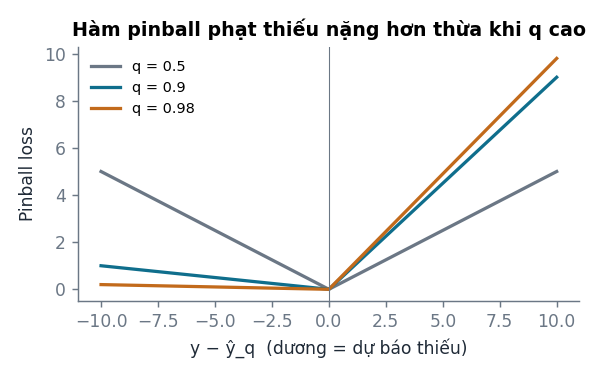 Hàm pinball phạt thiếu nặng hơn thừa khi q cao
10
8
6
4
2
0
Pinball loss
q = 0.5
q = 0.9
q = 0.98
−10.0 −7.5 −5.0 −2.5 0.0 2.5 5.0 7.5 10.0
y − ŷ_q (dương = dự báo thiếu)